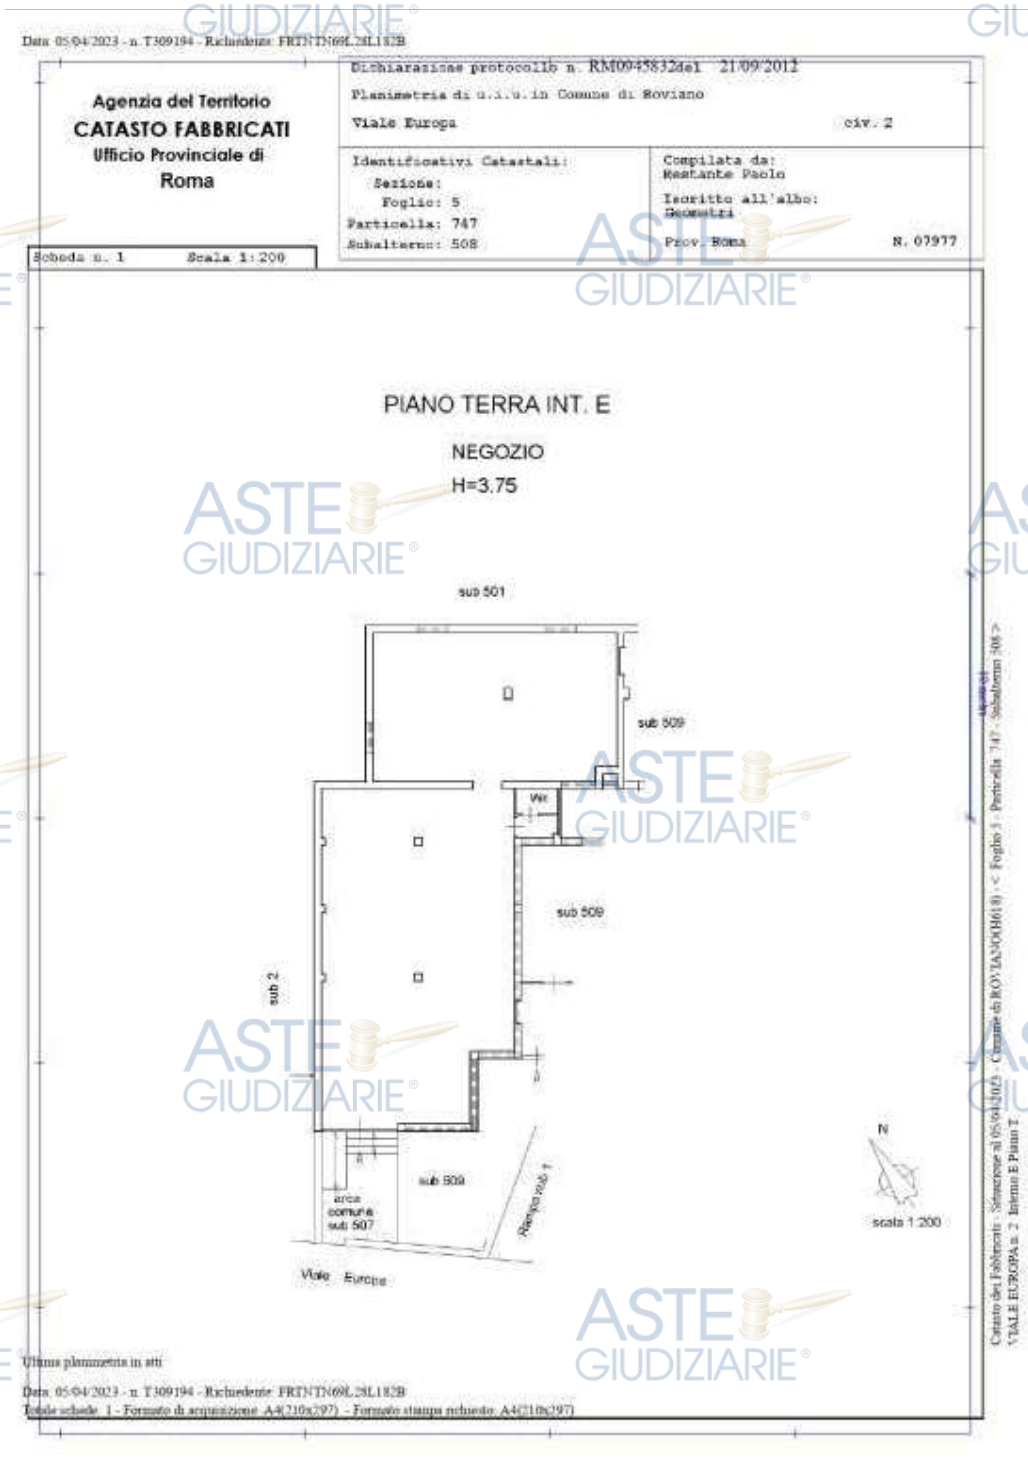 Data: 05/04/2023 - n. T309194 - Richiedente: FRTNTN69L28L182B
Agenzia del Territorio
CATASTO FABBRICATI
Ufficio Provinciale di
Roma
Dichiarazione protocollo n. RM0945832del 21/09/2012
Planimetria di u.i.u.in Comune di Roviano
Viale Europa civ. 2
Identificativi Catastali:
Sezione:
Foglio: 5
Particella: 747
Subalterno: 508
Compilata da:
Restante Paolo
Iscritto all'albo:
Geometri
Prov. Roma N. 07977
Scheda n. 1 Scala 1:200
PIANO TERRA INT. E
NEGOZIO
H=3.75
sub 501
sub 509
Wc
sub 509
sub 2
sub 509
area
comune
sub 507
Rampa sub 1
Viale Europa
N
scala 1:200
Ultima planimetria in atti
Data: 05/04/2023 - n. T309194 - Richiedente: FRTNTN69L28L182B
Totale schede: 1 - Formato di acquisizione: A4(210x297) - Formato stampa richiesto: A4(210x297)
Catasto dei Fabbricati - Situazione al 05/04/2023 - Comune di ROVIANO(H618) - < Foglio 5 - Particella 747 - Subalterno 508 >
VIALE EUROPA n. 2 Interno E Piano T
ASTE
GIUDIZIARIE®